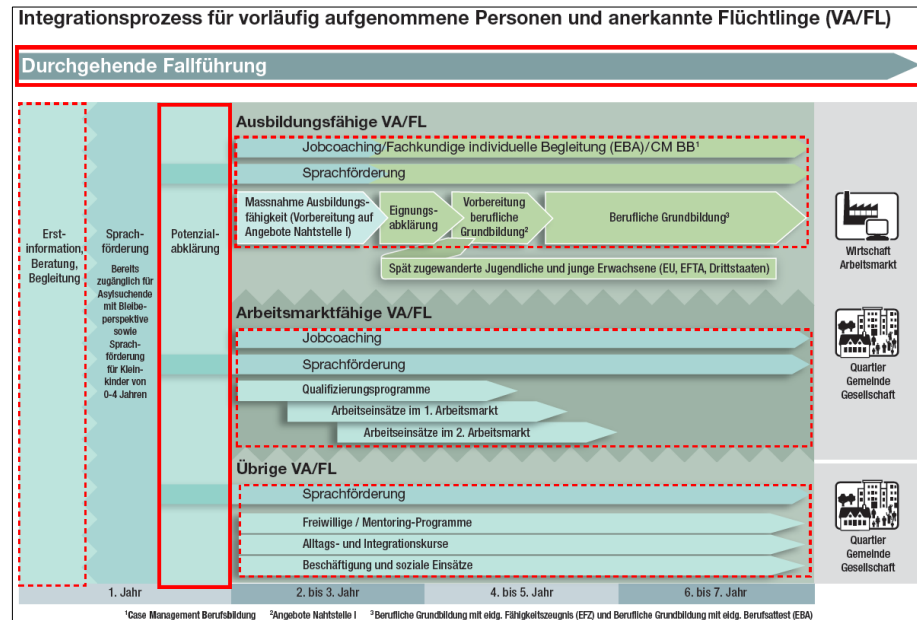 Integrationsprozess für vorläufig aufgenommene Personen und anerkannte Flüchtlinge (VA/FL)
Durchgehende Fallführung
Erst-
information,
Beratung,
Begleitung
Sprach-
förderung
Bereits
zugänglich für
Asylsuchende
mit Bleibe-
perspektive
sowie
Sprach-
förderung
für Klein-
kinder von
0-4 Jahren
Potenzial-
abklärung
Ausbildungsfähige VA/FL
Jobcoaching/Fachkundige individuelle Begleitung (EBA)/CM BB¹
Sprachförderung
Massnahme Ausbildungs-
fähigkeit (Vorbereitung auf
Angebote Nahtstelle I)
Eignungs-
abklärung
Vorbereitung
berufliche
Grundbildung²
Berufliche Grundbildung³
Spät zugewanderte Jugendliche und junge Erwachsene (EU, EFTA, Drittstaaten)
Arbeitsmarktfähige VA/FL
Jobcoaching
Sprachförderung
Qualifizierungsprogramme
Arbeitseinsätze im 1. Arbeitsmarkt
Arbeitseinsätze im 2. Arbeitsmarkt
Übrige VA/FL
Sprachförderung
Freiwillige / Mentoring-Programme
Alltags- und Integrationskurse
Beschäftigung und soziale Einsätze
Wirtschaft
Arbeitsmarkt
Quartier
Gemeinde
Gesellschaft
Quartier
Gemeinde
Gesellschaft
1. Jahr
2. bis 3. Jahr
4. bis 5. Jahr
6. bis 7. Jahr
¹Case Management Berufsbildung ²Angebote Nahtstelle I ³Berufliche Grundbildung mit eidg. Fähigkeitszeugnis (EFZ) und Berufliche Grundbildung mit eidg. Berufsattest (EBA)